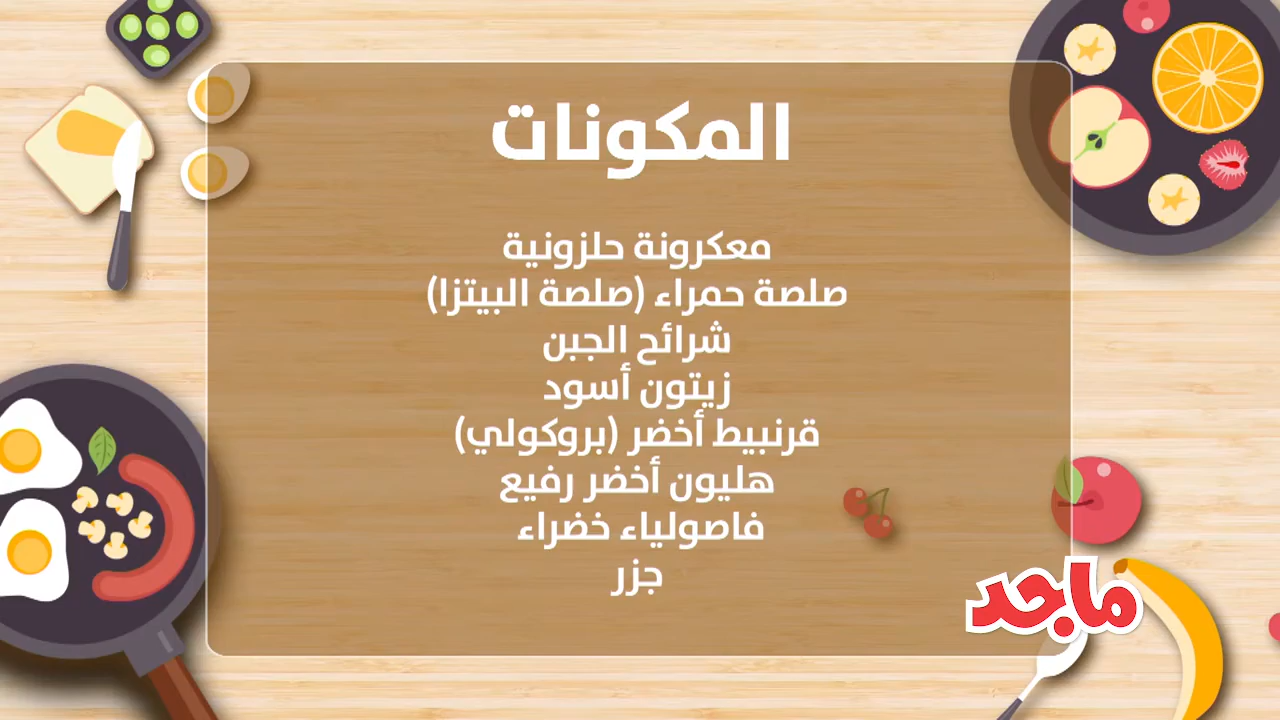 المكونات
معكرونة حلزونية
صلصة حمراء (صلصة البيتزا)
شرائح الجبن
زيتون أسود
قرنبيط أخضر (بروكولي)
هليون أخضر رفيع
فاصولياء خضراء
جزر
ماجد